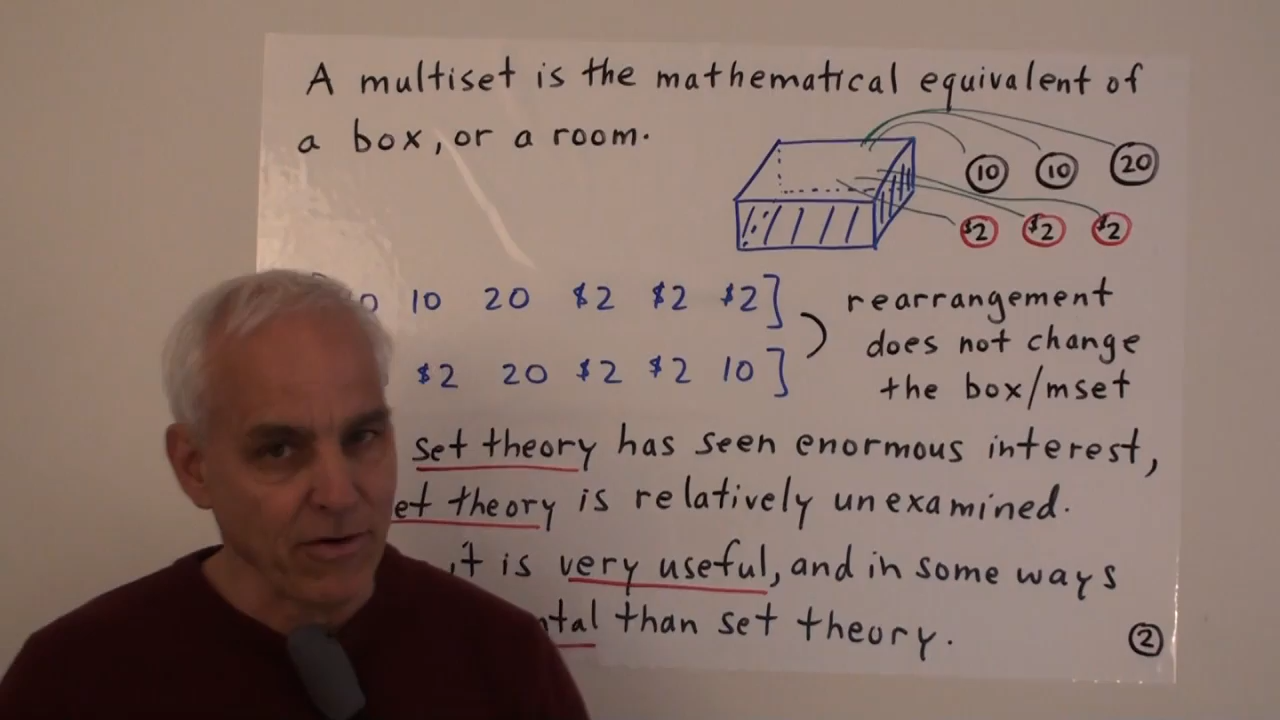 A multiset is the mathematical equivalent of
a box, or a room.
10 10 20
$2 $2 $2
10 20 $2 $2 $2]
$2 20 $2 $2 10]
rearrangement
does not change
the box/mset
set theory has seen enormous interest,
theory is relatively unexamined.
it is very useful, and in some ways
than set theory.
2